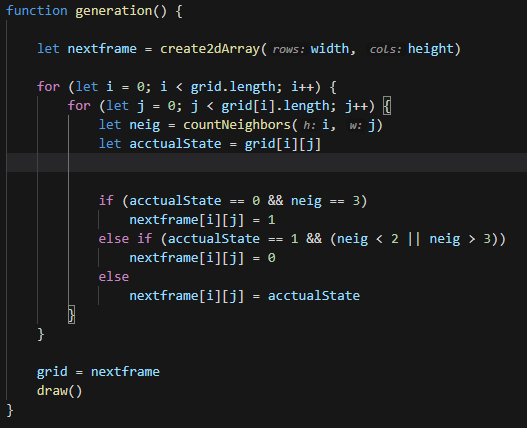 function generation() {
let nextframe = create2dArray(rows: width, cols: height)
for (let i = 0; i < grid.length; i++) {
for (let j = 0; j < grid[i].length; j++) {
let neig = countNeighbors(h: i, w: j)
let acctualState = grid[i][j]
if (acctualState == 0 && neig == 3)
nextframe[i][j] = 1
else if (acctualState == 1 && (neig < 2 || neig > 3))
nextframe[i][j] = 0
else
nextframe[i][j] = acctualState
}
}
grid = nextframe
draw()
}